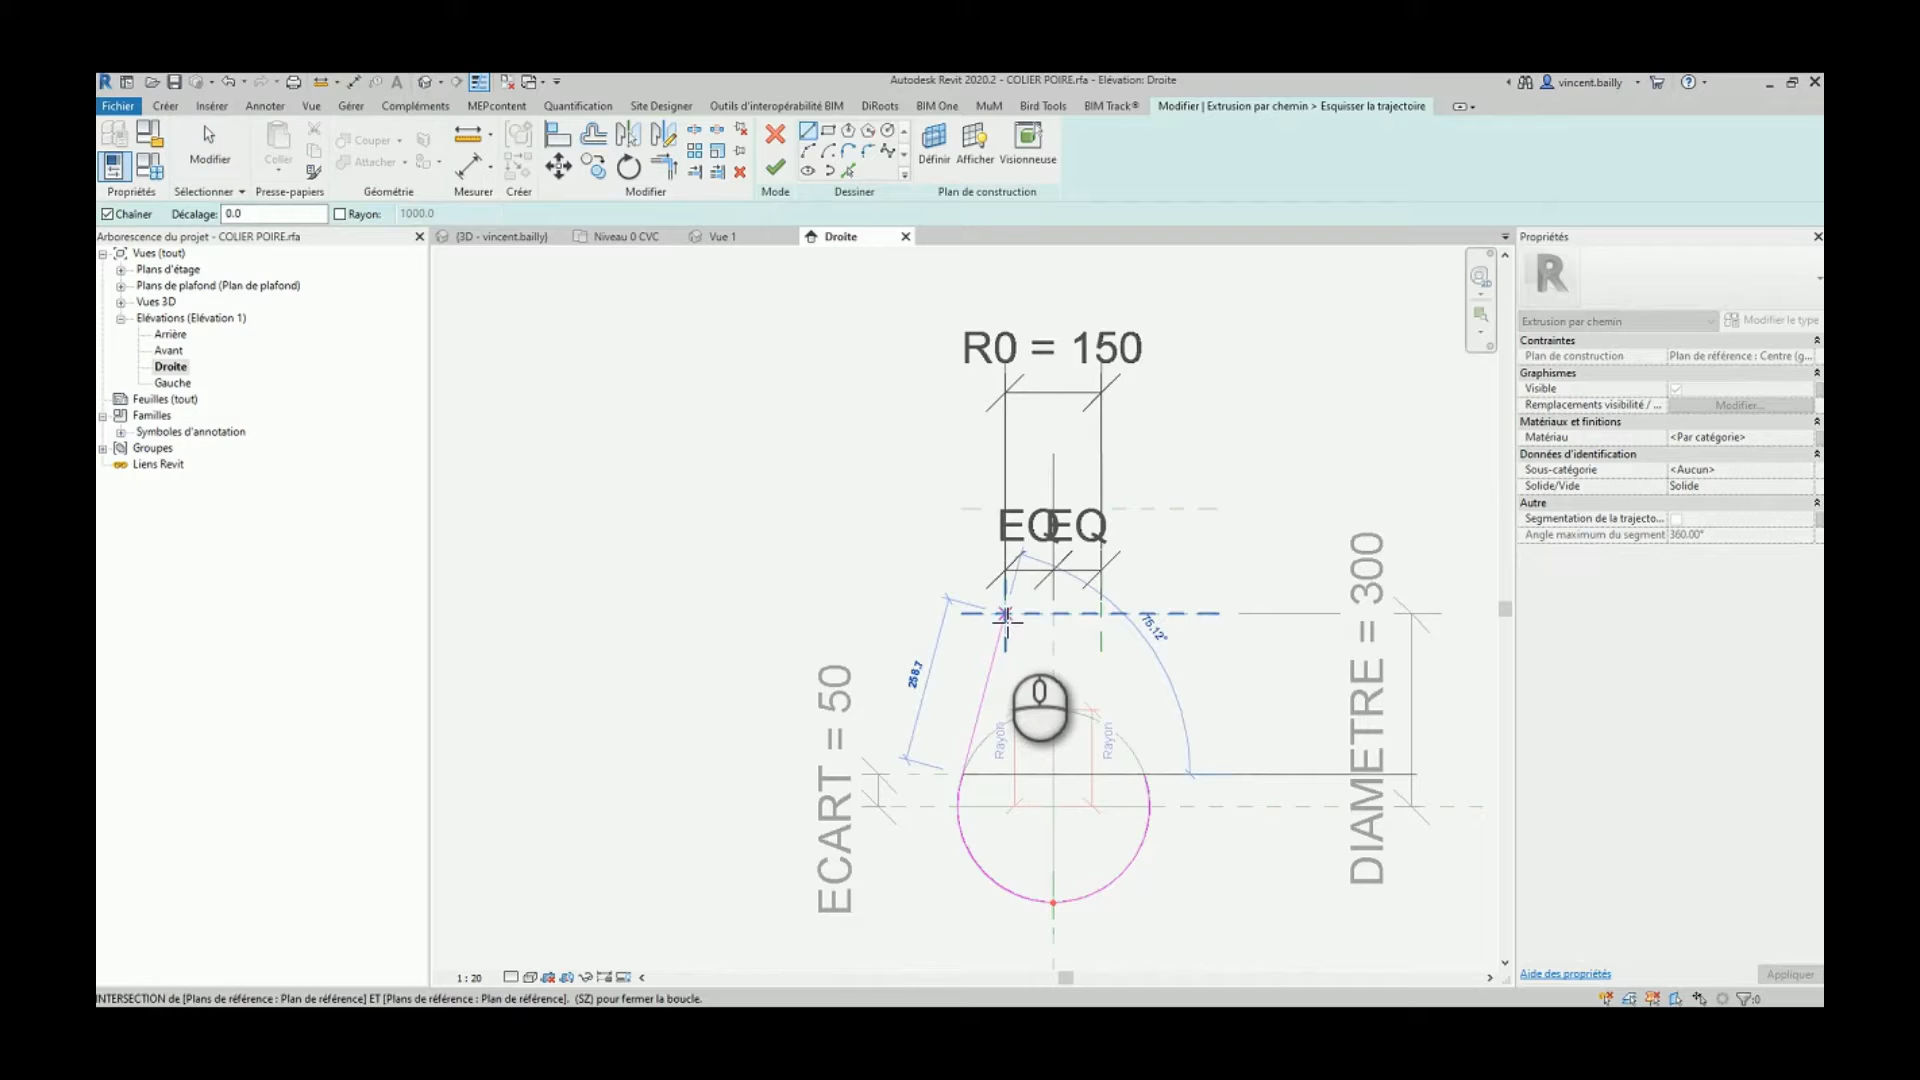 Autodesk Revit 2020.2 - COLIER POIRE.rfa - Elévation: Droite
vincent.bailly
Fichier Créer Insérer Annoter Vue Gérer Compléments MEPcontent Quantification Site Designer Outils d'interopérabilité BIM DiRoots BIM One MuM Bird Tools BIM Track® Modifier | Extrusion par chemin > Esquisser la trajectoire
Couper
Attacher
Modifier Coller Définir Afficher Visionneuse
Propriétés Sélectionner Presse-papiers Géométrie Mesurer Créer Modifier Mode Dessiner Plan de construction
Chaîner Décalage: 0.0 Rayon: 1000.0
Arborescence du projet - COLIER POIRE.rfa
Vues (tout)
Plans d'étage
Plans de plafond (Plan de plafond)
Vues 3D
Elévations (Elévation 1)
Arrière
Avant
Droite
Gauche
Feuilles (tout)
Familles
Symboles d'annotation
Groupes
Liens Revit
{3D - vincent.bailly} Niveau 0 CVC Vue 1 Droite
R0 = 150
EQ EQ
75.12°
258.7
Rayon
Rayon
ECART = 50
DIAMETRE = 300
1 : 20
Propriétés
R
Extrusion par chemin Modifier le type
Contraintes
Plan de construction Plan de référence : Centre (g...
Graphismes
Visible
Remplacements visibilité / ... Modifier...
Matériaux et finitions
Matériau <Par catégorie>
Données d'identification
Sous-catégorie <Aucun>
Solide/Vide Solide
Autre
Segmentation de la trajecto...
Angle maximum du segment 360.00°
Aide des propriétés Appliquer
INTERSECTION de [Plans de référence : Plan de référence] ET [Plans de référence : Plan de référence]. (SZ) pour fermer la boucle.
:0